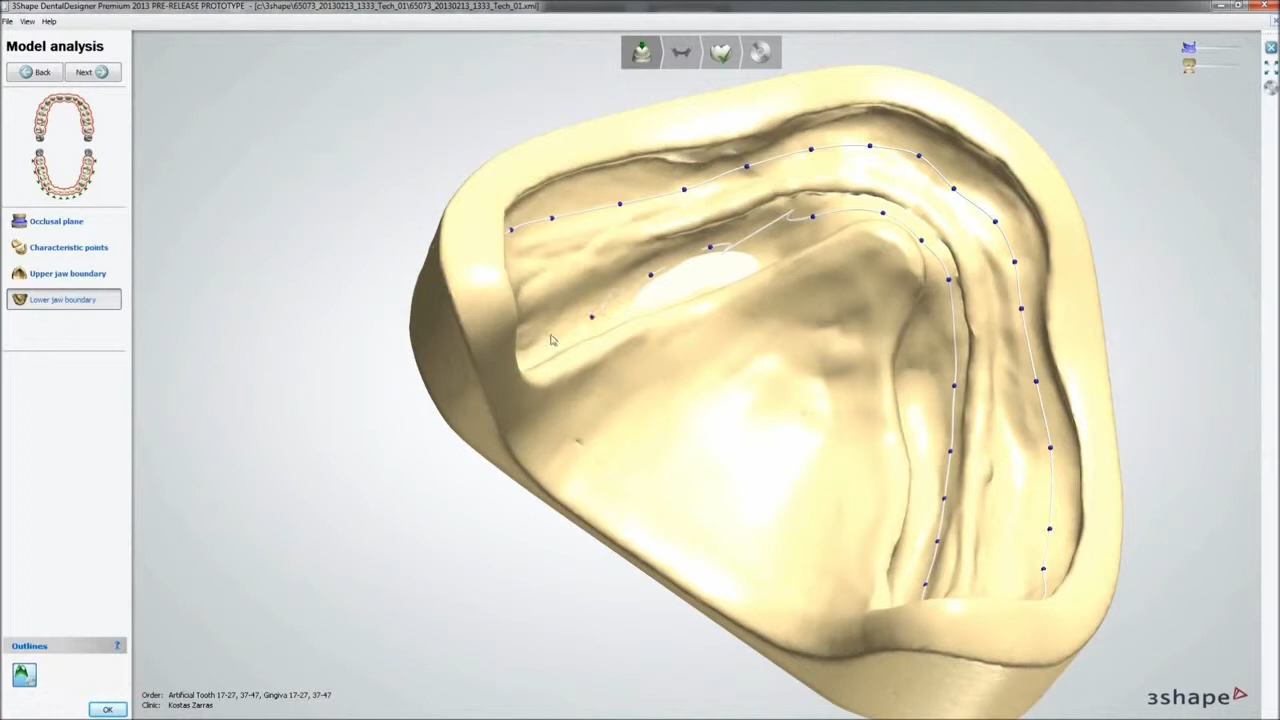 3Shape DentalDesigner Premium 2013 PRE-RELEASE PROTOTYPE - [c:\3shape\65073_20130213_1333_Tech_01\65073_20130213_1333_Tech_01.xml]
File View Help
Model analysis
Back Next
Occlusal plane
Characteristic points
Upper jaw boundary
Lower jaw boundary
Outlines ?
OK
Order: Artificial Tooth 17-27, 37-47, Gingiva 17-27, 37-47
Clinic: Kostas Zarras
3shape